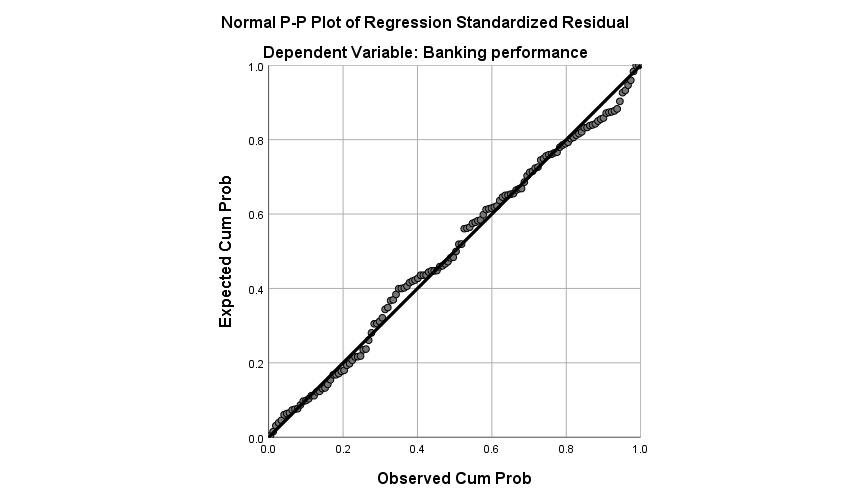 Normal P-P Plot of Regression Standardized Residual
Dependent Variable: Banking performance
1.0
0.8
0.6
0.4
0.2
0.0
Expected Cum Prob
0.0 0.2 0.4 0.6 0.8 1.0
Observed Cum Prob